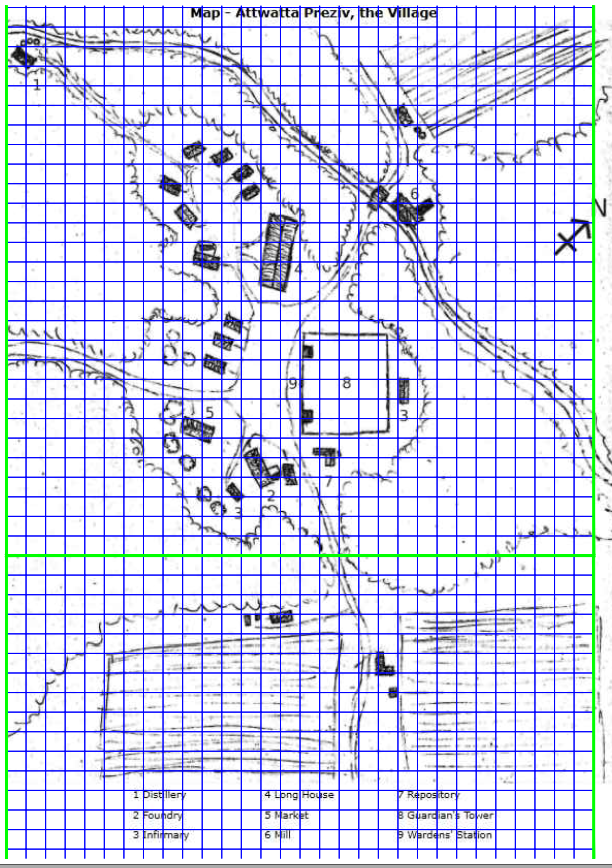 Map - Attwatta Preziv, the Village
1
6
Z
4
9
8
3
5
7
2
3
1 Distillery 4 Long House 7 Repository
2 Foundry 5 Market 8 Guardian's Tower
3 Infirmary 6 Mill 9 Wardens' Station